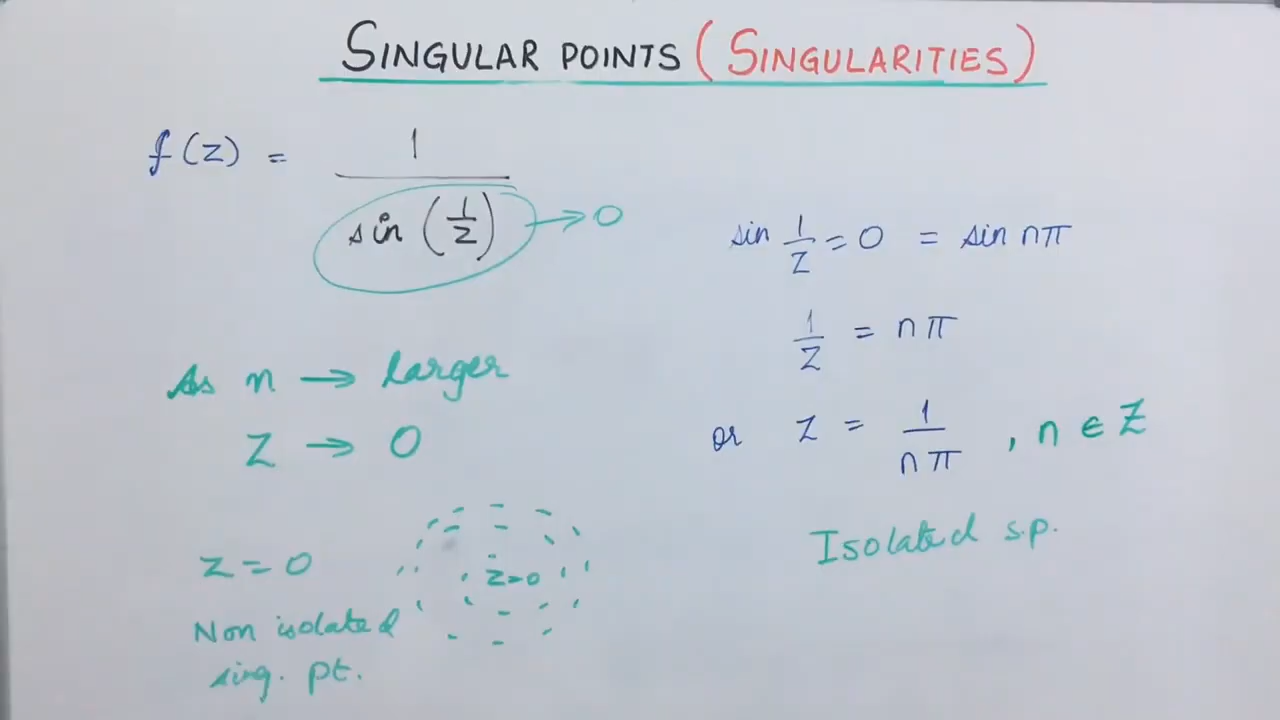 SINGULAR POINTS (SINGULARITIES)
f(z) = 1 / sin (1/z) → 0
sin 1/z = 0 = sin nπ
1/z = nπ
or z = 1/nπ , n ∈ Z
Isolated s.p.
As n → larger
Z → 0
z = 0
Non isolated
sing. pt.
z=0